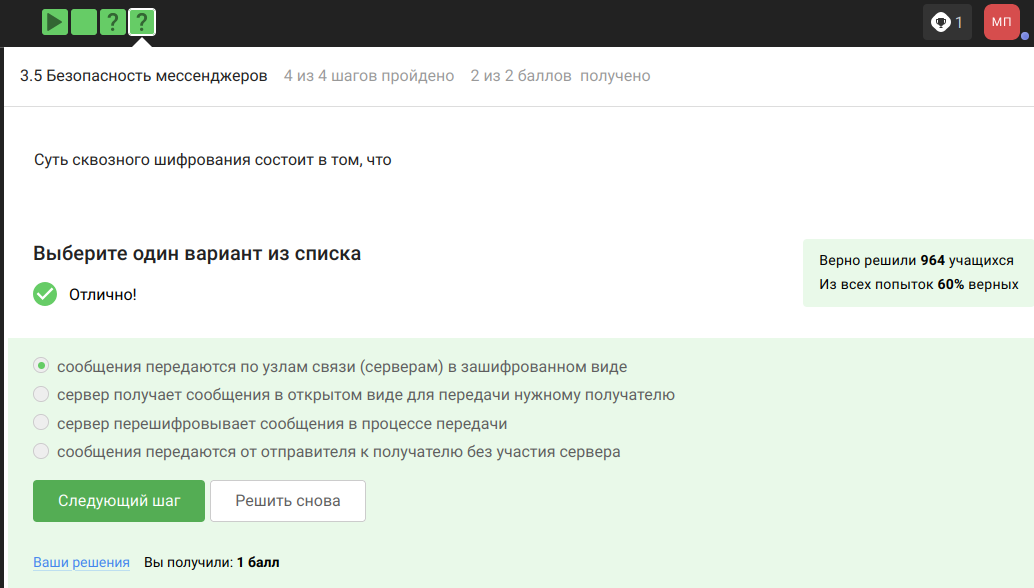 ? ? 1 МП
3.5 Безопасность мессенджеров 4 из 4 шагов пройдено 2 из 2 баллов получено
Суть сквозного шифрования состоит в том, что
Выберите один вариант из списка
Отлично!
Верно решили 964 учащихся
Из всех попыток 60% верных
сообщения передаются по узлам связи (серверам) в зашифрованном виде
сервер получает сообщения в открытом виде для передачи нужному получателю
сервер перешифровывает сообщения в процессе передачи
сообщения передаются от отправителя к получателю без участия сервера
Следующий шаг Решить снова
Ваши решения Вы получили: 1 балл